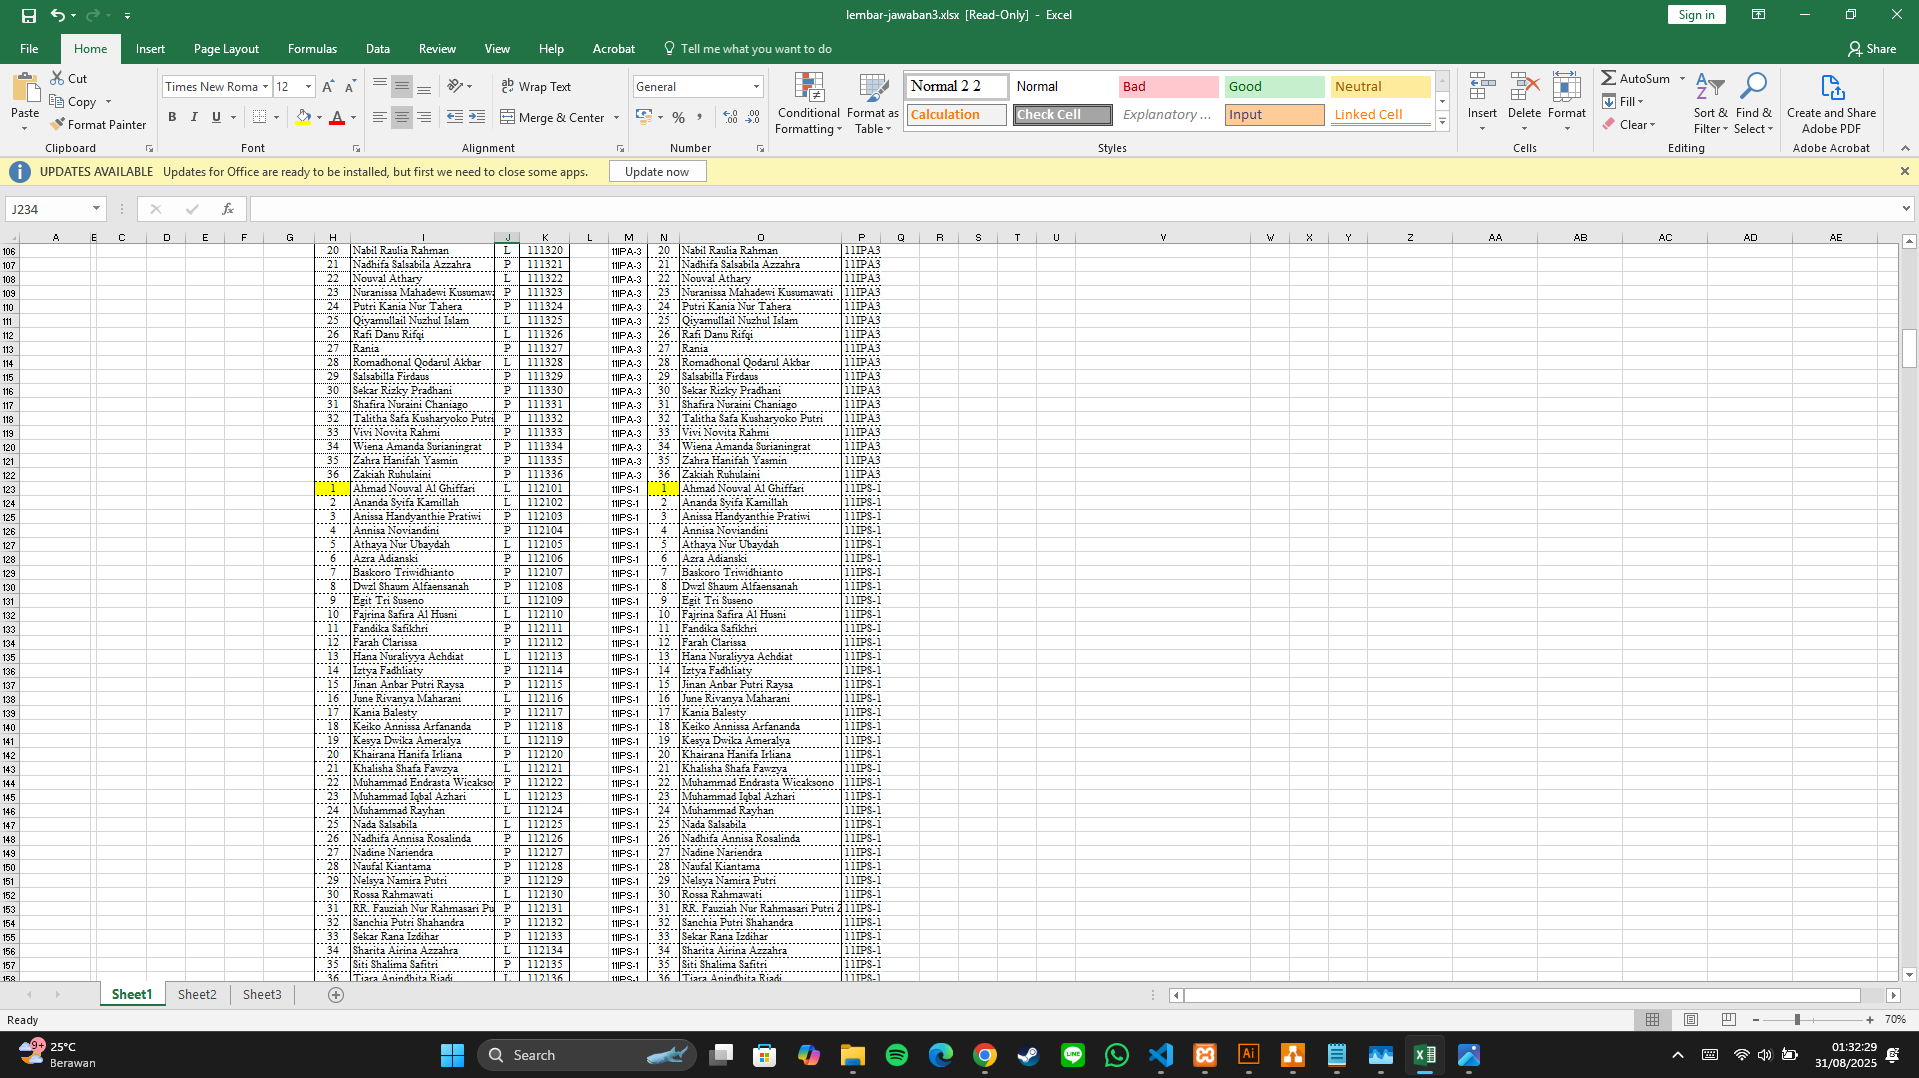 lembar-jawaban3.xlsx [Read-Only] - Excel
Sign in
File Home Insert Page Layout Formulas Data Review View Help Acrobat Tell me what you want to do Share
Paste Cut Copy Format Painter
Clipboard
Times New Roma 12
B I U A
Font
Wrap Text
Merge & Center
Alignment
General
% ,
Number
Conditional Formatting Format as Table
Normal 2 2 Normal Bad Good Neutral
Calculation Check Cell Explanatory ... Input Linked Cell
Styles
Insert Delete Format
Cells
AutoSum Fill Clear Sort & Filter Find & Select
Editing
Create and Share Adobe PDF
Adobe Acrobat
UPDATES AVAILABLE Updates for Office are ready to be installed, but first we need to close some apps. Update now
J234 fx
A E C D E F G H I J K L M N O P Q R S T U V W X Y Z AA AB AC AD AE
106 20 Nabil Raulia Rahman L 111320 11IPA-3 20 Nabil Raulia Rahman 11IPA3
107 21 Nadhifa Salsabila Azzahra P 111321 11IPA-3 21 Nadhifa Salsabila Azzahra 11IPA3
108 22 Nouval Athary L 111322 11IPA-3 22 Nouval Athary 11IPA3
109 23 Nuranissa Mahadewi Kusumawa P 111323 11IPA-3 23 Nuranissa Mahadewi Kusumawati 11IPA3
110 24 Putri Kania Nur Tahera P 111324 11IPA-3 24 Putri Kania Nur Tahera 11IPA3
111 25 Qiyamullail Nuzhul Islam L 111325 11IPA-3 25 Qiyamullail Nuzhul Islam 11IPA3
112 26 Rafi Danu Rifqi L 111326 11IPA-3 26 Rafi Danu Rifqi 11IPA3
113 27 Rania P 111327 11IPA-3 27 Rania 11IPA3
114 28 Romadhonal Qodarul Akbar L 111328 11IPA-3 28 Romadhonal Qodarul Akbar 11IPA3
115 29 Salsabilla Firdaus P 111329 11IPA-3 29 Salsabilla Firdaus 11IPA3
116 30 Sekar Rizky Pradhani P 111330 11IPA-3 30 Sekar Rizky Pradhani 11IPA3
117 31 Shafira Nuraini Chaniago P 111331 11IPA-3 31 Shafira Nuraini Chaniago 11IPA3
118 32 Talitha Safa Kusharyoko Putri P 111332 11IPA-3 32 Talitha Safa Kusharyoko Putri 11IPA3
119 33 Vivi Novita Rahmi P 111333 11IPA-3 33 Vivi Novita Rahmi 11IPA3
120 34 Wiena Amanda Surianingrat P 111334 11IPA-3 34 Wiena Amanda Surianingrat 11IPA3
121 35 Zahra Hanifah Yasmin P 111335 11IPA-3 35 Zahra Hanifah Yasmin 11IPA3
122 36 Zakiah Ruhulaini P 111336 11IPA-3 36 Zakiah Ruhulaini 11IPA3
123 1 Ahmad Nouval Al Ghiffari L 112101 11IPS-1 1 Ahmad Nouval Al Ghiffari 11IPS-1
124 2 Ananda Syifa Kamillah L 112102 11IPS-1 2 Ananda Syifa Kamillah 11IPS-1
125 3 Anissa Handyanthie Pratiwi P 112103 11IPS-1 3 Anissa Handyanthie Pratiwi 11IPS-1
126 4 Annisa Noviandini P 112104 11IPS-1 4 Annisa Noviandini 11IPS-1
127 5 Athaya Nur Ubaydah L 112105 11IPS-1 5 Athaya Nur Ubaydah 11IPS-1
128 6 Azra Adianski P 112106 11IPS-1 6 Azra Adianski 11IPS-1
129 7 Baskoro Triwidhianto P 112107 11IPS-1 7 Baskoro Triwidhianto 11IPS-1
130 8 Dwzl Shaum Alfaensanah P 112108 11IPS-1 8 Dwzl Shaum Alfaensanah 11IPS-1
131 9 Egit Tri Suseno L 112109 11IPS-1 9 Egit Tri Suseno 11IPS-1
132 10 Fajrina Safira Al Husni L 112110 11IPS-1 10 Fajrina Safira Al Husni 11IPS-1
133 11 Fandika Safikhri P 112111 11IPS-1 11 Fandika Safikhri 11IPS-1
134 12 Farah Clarissa P 112112 11IPS-1 12 Farah Clarissa 11IPS-1
135 13 Hana Nuraliyya Achdiat L 112113 11IPS-1 13 Hana Nuraliyya Achdiat 11IPS-1
136 14 Iztya Fadhliaty P 112114 11IPS-1 14 Iztya Fadhliaty 11IPS-1
137 15 Jinan Anbar Putri Raysa P 112115 11IPS-1 15 Jinan Anbar Putri Raysa 11IPS-1
138 16 June Rivanya Maharani L 112116 11IPS-1 16 June Rivanya Maharani 11IPS-1
139 17 Kania Balesty P 112117 11IPS-1 17 Kania Balesty 11IPS-1
140 18 Keiko Annissa Arfananda P 112118 11IPS-1 18 Keiko Annissa Arfananda 11IPS-1
141 19 Kesya Dwika Ameralya L 112119 11IPS-1 19 Kesya Dwika Ameralya 11IPS-1
142 20 Khairana Hanifa Irliana P 112120 11IPS-1 20 Khairana Hanifa Irliana 11IPS-1
143 21 Khalisha Shafa Fawzya L 112121 11IPS-1 21 Khalisha Shafa Fawzya 11IPS-1
144 22 Muhammad Endrasta Wicakso P 112122 11IPS-1 22 Muhammad Endrasta Wicaksono 11IPS-1
145 23 Muhammad Iqbal Azhari L 112123 11IPS-1 23 Muhammad Iqbal Azhari 11IPS-1
146 24 Muhammad Rayhan L 112124 11IPS-1 24 Muhammad Rayhan 11IPS-1
147 25 Nada Salsabila L 112125 11IPS-1 25 Nada Salsabila 11IPS-1
148 26 Nadhifa Annisa Rosalinda P 112126 11IPS-1 26 Nadhifa Annisa Rosalinda 11IPS-1
149 27 Nadine Nariendra P 112127 11IPS-1 27 Nadine Nariendra 11IPS-1
150 28 Naufal Kiantama P 112128 11IPS-1 28 Naufal Kiantama 11IPS-1
151 29 Nelsya Namira Putri P 112129 11IPS-1 29 Nelsya Namira Putri 11IPS-1
152 30 Rossa Rahmawati L 112130 11IPS-1 30 Rossa Rahmawati 11IPS-1
153 31 RR. Fauziah Nur Rahmasari Pu P 112131 11IPS-1 31 RR. Fauziah Nur Rahmasari Putri Z 11IPS-1
154 32 Sanchia Putri Shahandra P 112132 11IPS-1 32 Sanchia Putri Shahandra 11IPS-1
155 33 Sekar Rana Izdihar P 112133 11IPS-1 33 Sekar Rana Izdihar 11IPS-1
156 34 Sharita Airina Azzahra L 112134 11IPS-1 34 Sharita Airina Azzahra 11IPS-1
157 35 Siti Shalima Safitri P 112135 11IPS-1 35 Siti Shalima Safitri 11IPS-1
158 36 Tiara Anindhita Riadi L 112136 11IPS-1 36 Tiara Anindhita Riadi 11IPS-1
Sheet1 Sheet2 Sheet3
Ready 70%
9+ 25°C
Berawan
Search
01:32:29
31/08/2025